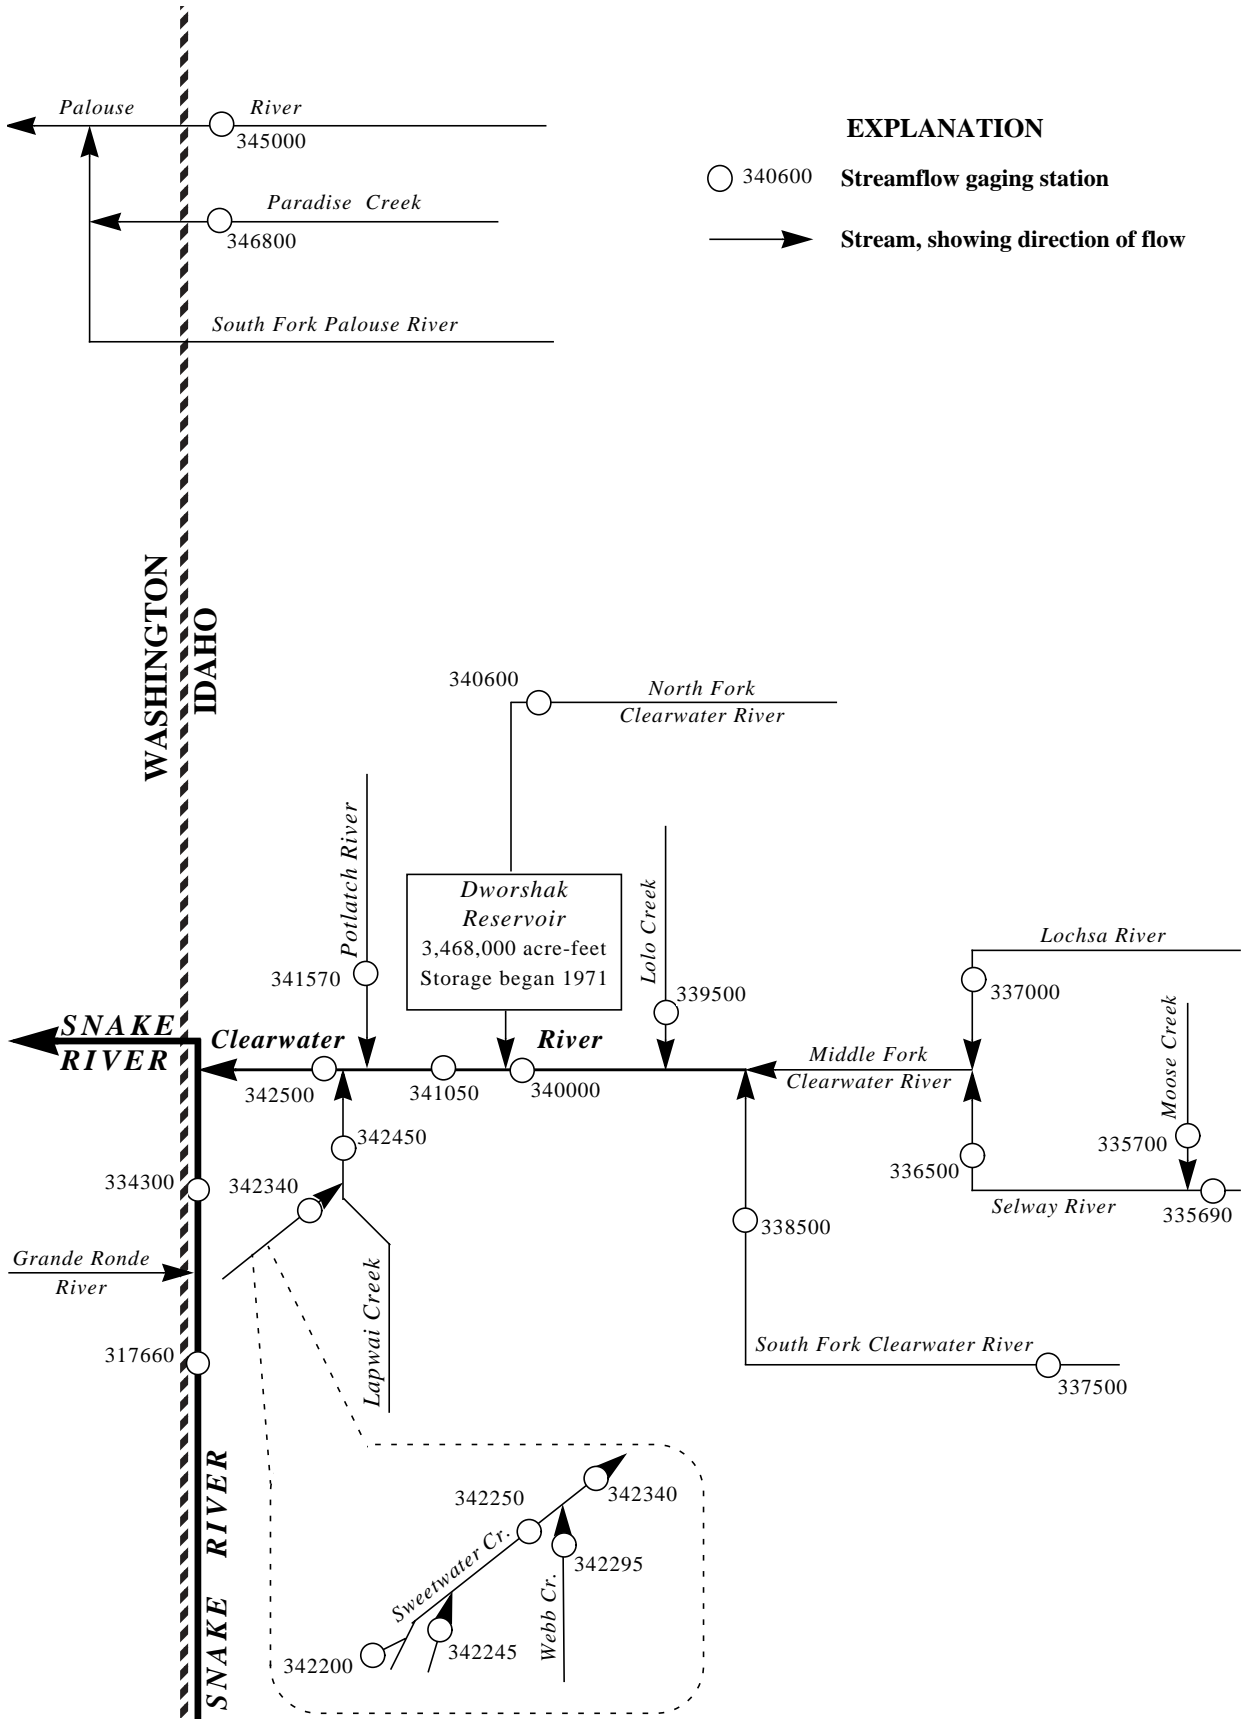 Palouse River
345000
EXPLANATION
340600 Streamflow gaging station
Paradise Creek
346800
Stream, showing direction of flow
South Fork Palouse River
WASHINGTON
IDAHO
340600
North Fork
Clearwater River
Potlatch River
Dworshak
Reservoir
3,468,000 acre-feet
Storage began 1971
Lolo Creek
Lochsa River
341570
339500
337000
Moose Creek
SNAKE
RIVER
Clearwater River
Middle Fork
Clearwater River
342500
341050
340000
342450
335700
336500
334300
342340
Selway River
335690
338500
Grande Ronde
River
Lapwai Creek
317660
South Fork Clearwater River
337500
SNAKE RIVER
342250
342340
Sweetwater Cr.
342295
Webb Cr.
342245
342200